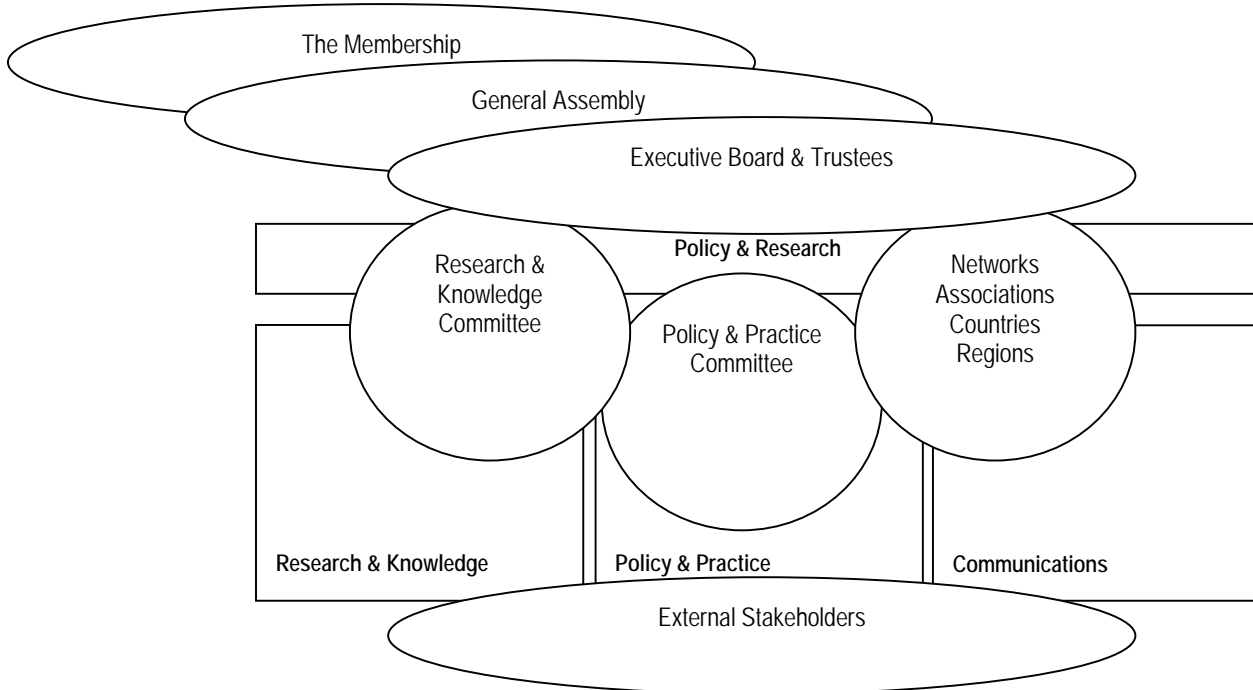 The Membership
General Assembly
Executive Board & Trustees
Policy & Research
Research &
Knowledge
Committee
Policy & Practice
Committee
Networks
Associations
Countries
Regions
Research & Knowledge
Policy & Practice
Communications
External Stakeholders